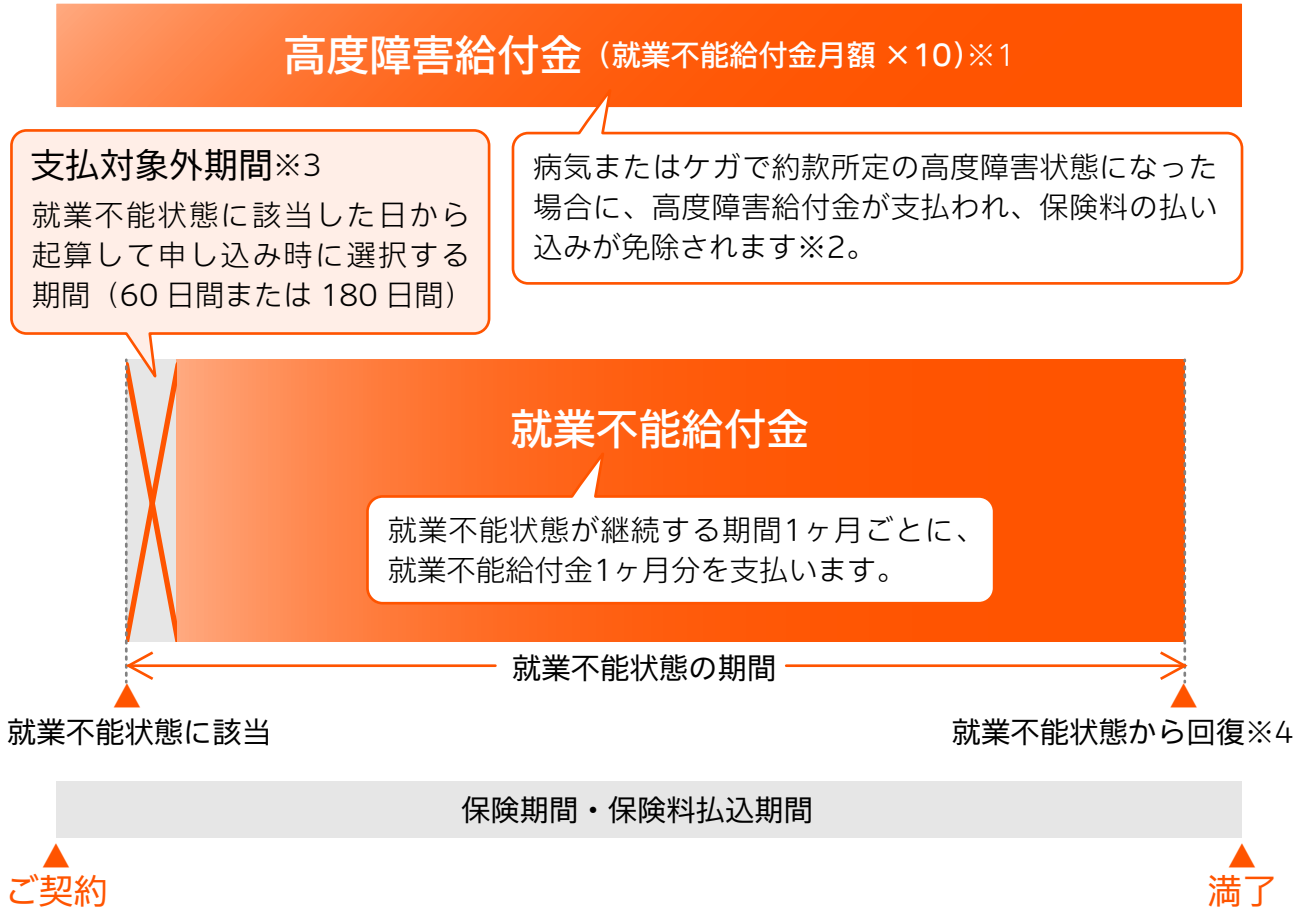 高度障害給付金（就業不能給付金月額 ×10）※1
支払対象外期間※3
就業不能状態に該当した日から
起算して申し込み時に選択する
期間（60 日間または 180 日間）
病気またはケガで約款所定の高度障害状態になった
場合に、高度障害給付金が支払われ、保険料の払い
込みが免除されます※2。
就業不能給付金
就業不能状態が継続する期間1ヶ月ごとに、
就業不能給付金1ヶ月分を支払います。
就業不能状態の期間
就業不能状態に該当
就業不能状態から回復※4
保険期間・保険料払込期間
ご契約
満了